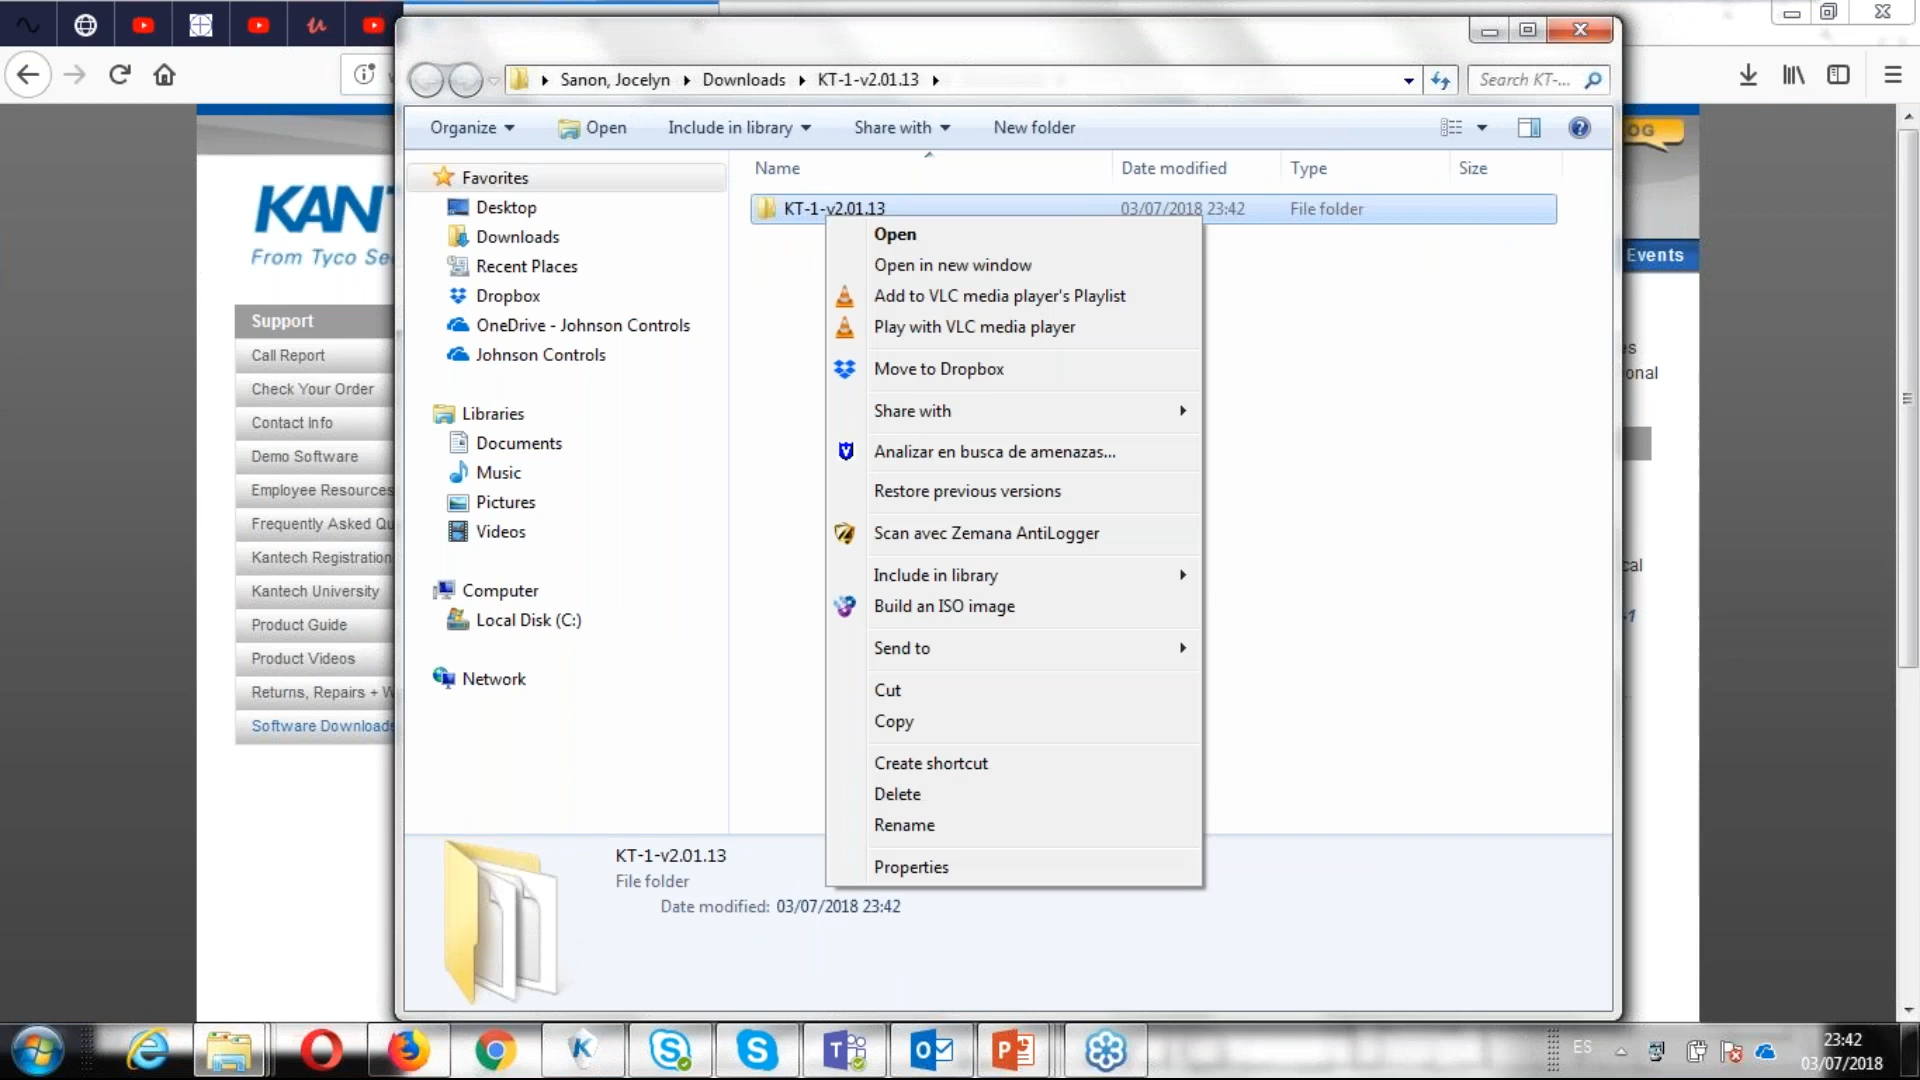 Sanon, Jocelyn
Downloads
KT-1-v2.01.13
Search KT-...
Organize
Open
Include in library
Share with
New folder
OG
Name
Date modified
Type
Size
Favorites
Desktop
Downloads
Recent Places
Dropbox
OneDrive - Johnson Controls
Johnson Controls
Libraries
Documents
Music
Pictures
Videos
Computer
Local Disk (C:)
Network
KT-1-v2.01.13
03/07/2018 23:42
File folder
Open
Open in new window
Add to VLC media player's Playlist
Play with VLC media player
Move to Dropbox
Share with
Analizar en busca de amenazas...
Restore previous versions
Scan avec Zemana AntiLogger
Include in library
Build an ISO image
Send to
Cut
Copy
Create shortcut
Delete
Rename
Properties
KT-1-v2.01.13
File folder
Date modified: 03/07/2018 23:42
KANT
From Tyco Se
Support
Call Report
Check Your Order
Contact Info
Demo Software
Employee Resources
Frequently Asked Qu
Kantech Registration
Kantech University
Product Guide
Product Videos
Returns, Repairs + W
Software Downloads
Events
es
onal
cal
-1
ES
23:42
03/07/2018